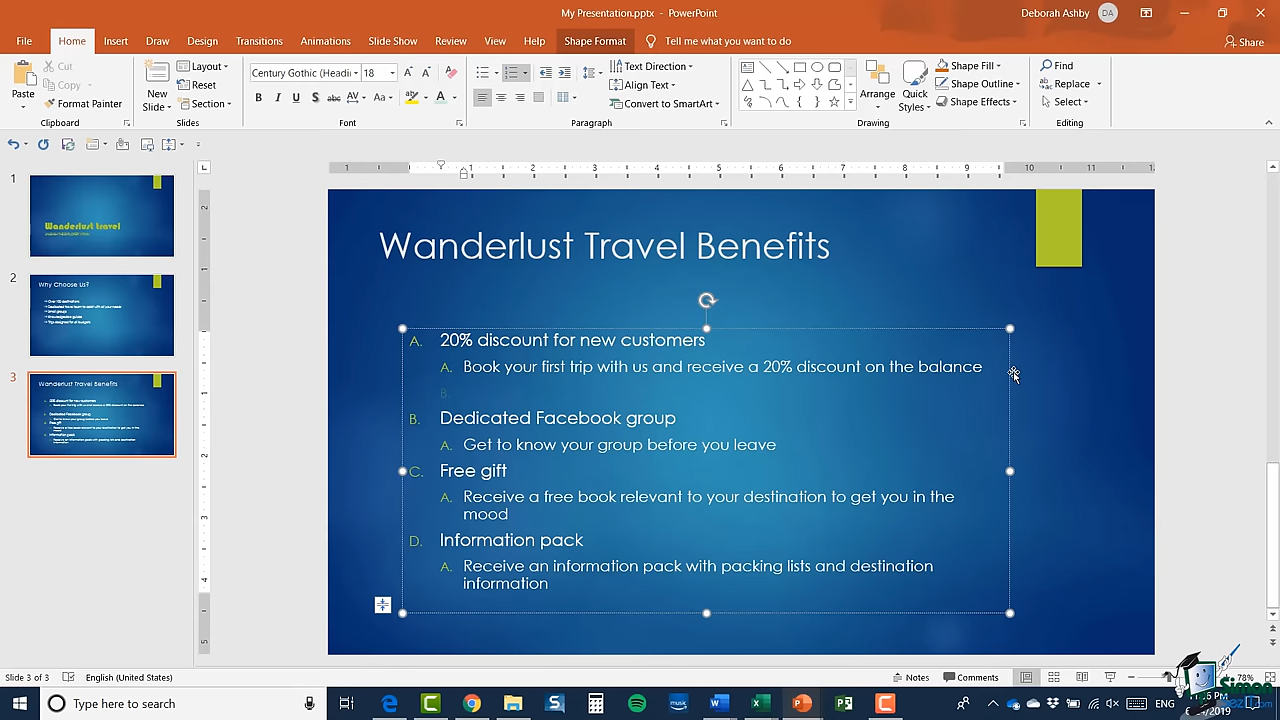 My Presentation.pptx - PowerPoint
Deborah Ashby
DA
File
Home
Insert
Draw
Design
Transitions
Animations
Slide Show
Review
View
Help
Shape Format
Tell me what you want to do
Share
Paste
Cut
Copy
Format Painter
Clipboard
New Slide
Layout
Reset
Section
Slides
Century Gothic (Headi
18
Font
Text Direction
Align Text
Convert to SmartArt
Paragraph
Arrange
Quick Styles
Shape Fill
Shape Outline
Shape Effects
Drawing
Find
Replace
Select
Editing
1
Wanderlust Travel
2
Why Choose Us?
3
Wanderlust Travel Benefits
Wanderlust Travel Benefits
A. 20% discount for new customers
A. Book your first trip with us and receive a 20% discount on the balance
B.
B. Dedicated Facebook group
A. Get to know your group before you leave
C. Free gift
A. Receive a free book relevant to your destination to get you in the
mood
D. Information pack
A. Receive an information pack with packing lists and destination
information
Slide 3 of 3
English (United States)
Notes
Comments
78%
Type here to search
ENG